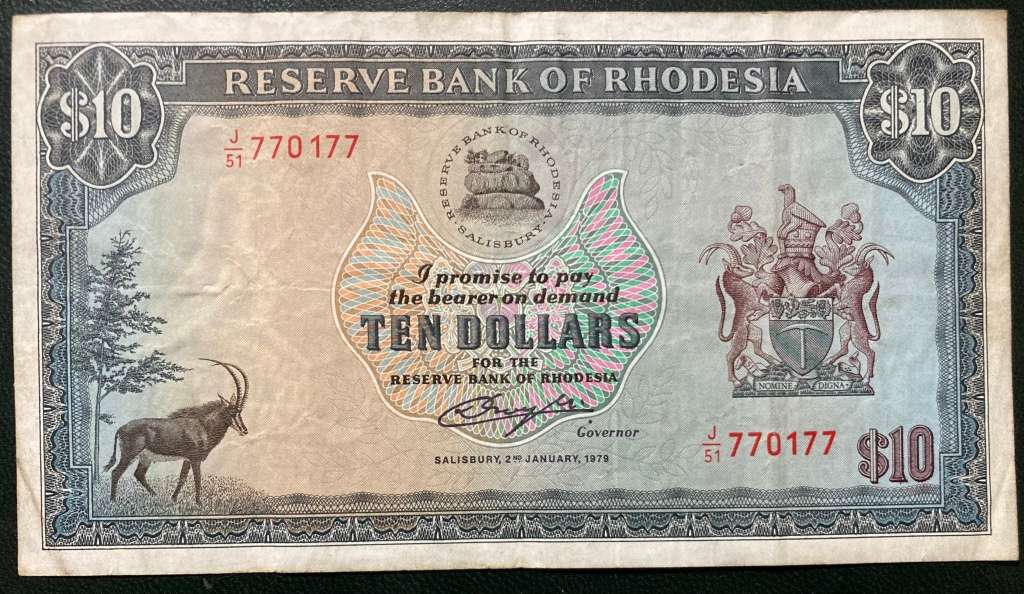 RESERVE BANK OF RHODESIA
$10
$10
J/51 770177
RESERVE BANK OF RHODESIA
· SALISBURY ·
I promise to pay
the bearer on demand
TEN DOLLARS
FOR THE
RESERVE BANK OF RHODESIA
Governor
SALISBURY, 2ND JANUARY, 1979
NOMINE DIGNA
J/51 770177
$10